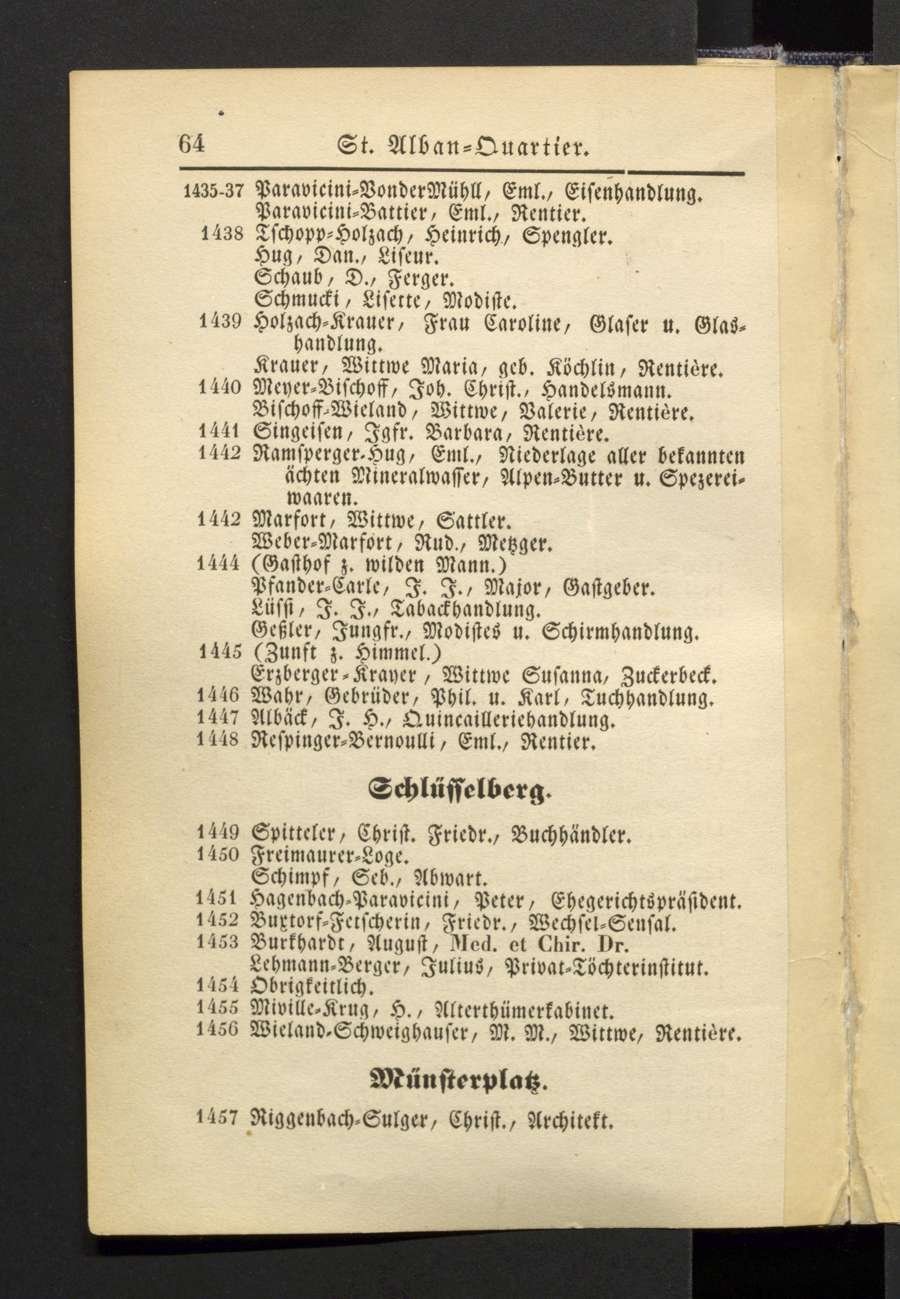 64 St. Alban-Quartier.
1435-37 Paravicini-VonderMühll, Eml., Eisenhandlung.
Paravicini-Battier, Eml., Rentier.
1438 Tschopp-Holzach, Heinrich, Spengler.
Hug, Dan., Liseur.
Schaub, D., Ferger.
Schmucki, Lisette, Modiste.
1439 Holzach-Krauer, Frau Caroline, Glaser u. Glas-
handlung.
Krauer, Wittwe Maria, geb. Köchlin, Rentière.
1440 Meyer-Bischoff, Joh. Christ., Handelsmann.
Bischoff-Wieland, Wittwe, Valerie, Rentière.
1441 Singeisen, Jgfr. Barbara, Rentière.
1442 Ramsperger-Hug, Eml., Niederlage aller bekannten
ächten Mineralwasser, Alpen-Butter u. Spezerei-
waaren.
1442 Marfort, Wittwe, Sattler.
Weber-Marfort, Rud., Metzger.
1444 (Gasthof z. wilden Mann.)
Pfander-Carle, J. J., Major, Gastgeber.
Lüssi, J. J., Tabackhandlung.
Geßler, Jungfr., Modistes u. Schirmhandlung.
1445 (Zunft z. Himmel.)
Erzberger-Krayer, Wittwe Susanna, Zuckerbeck.
1446 Wahr, Gebrüder, Phil. u. Karl, Tuchhandlung.
1447 Albäck, J. H., Quincailleriehandlung.
1448 Respinger-Bernoulli, Eml., Rentier.
Schlüsselberg.
1449 Spitteler, Christ. Friedr., Buchhändler.
1450 Freimaurer-Loge.
Schimpf, Seb., Abwart.
1451 Hagenbach-Paravicini, Peter, Ehegerichtspräsident.
1452 Buxtorf-Fetscherin, Friedr., Wechsel-Sensal.
1453 Burkhardt, August, Med. et Chir. Dr.
Lehmann-Berger, Julius, Privat-Töchterinstitut.
1454 Obrigkeitlich.
1455 Miville-Krug, H., Alterthümerkabinet.
1456 Wieland-Schweighauser, M. M., Wittwe, Rentière.
Münsterplatz.
1457 Riggenbach-Sulger, Christ., Architekt.